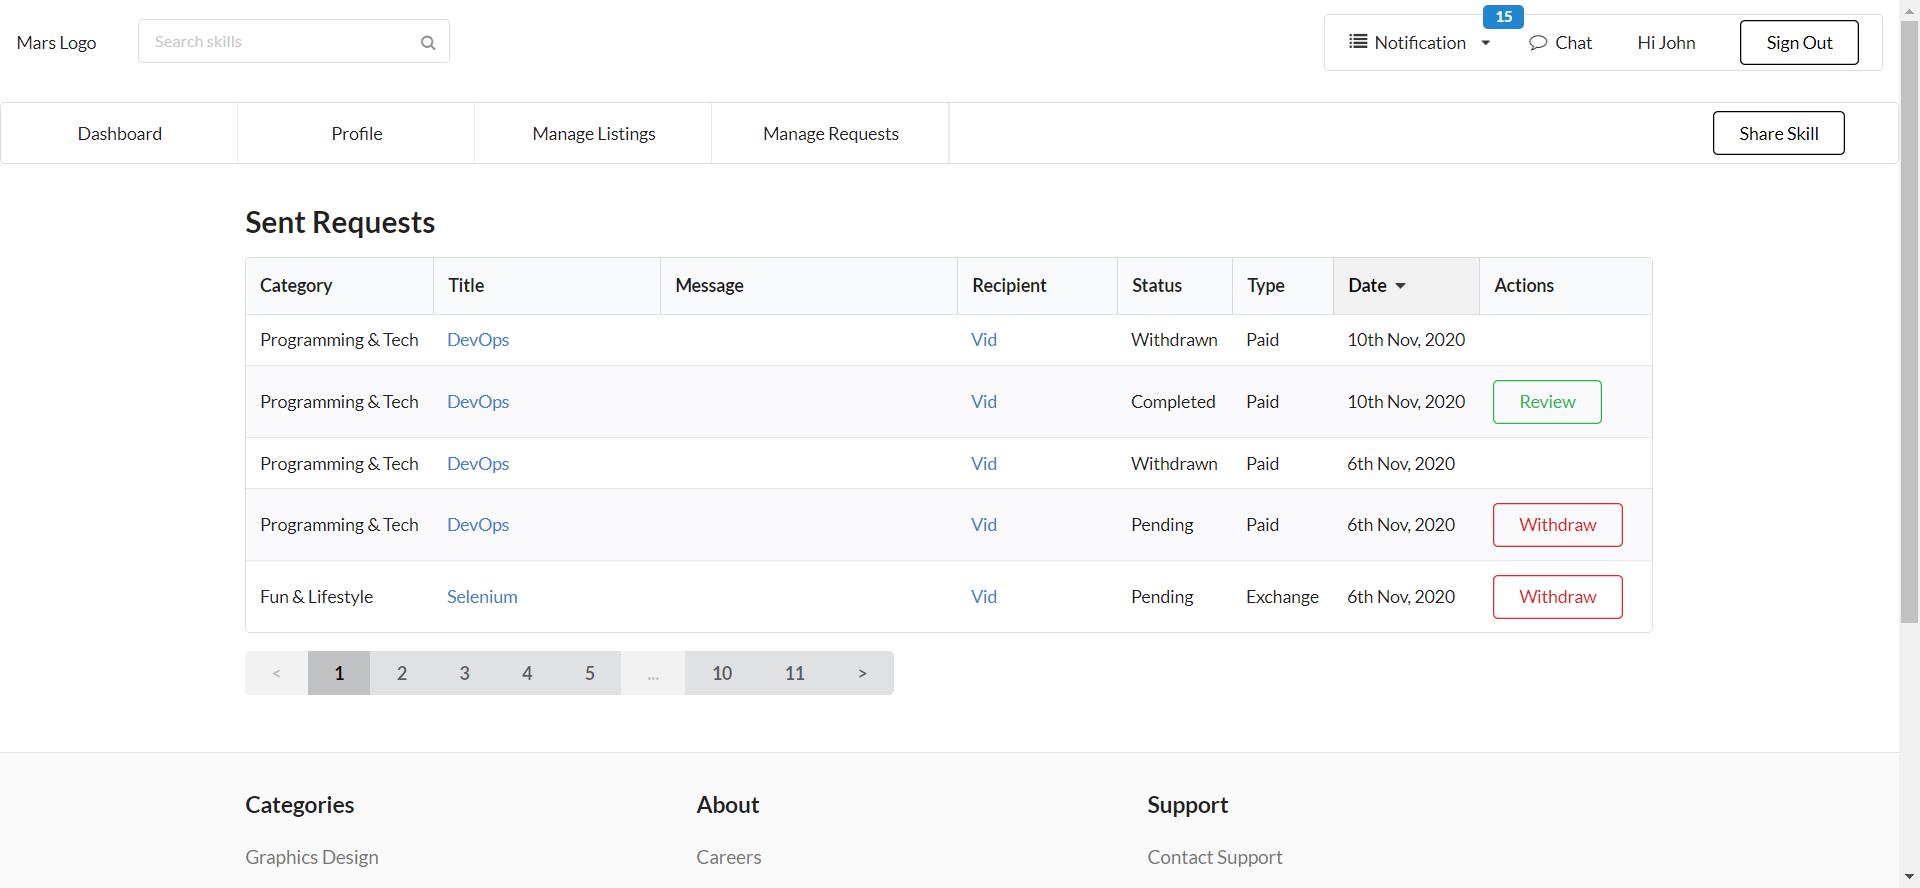 15
Mars Logo Search skills Notification Chat Hi John Sign Out
Dashboard Profile Manage Listings Manage Requests Share Skill
Sent Requests
Category Title Message Recipient Status Type Date Actions
Programming & Tech DevOps Vid Withdrawn Paid 10th Nov, 2020
Programming & Tech DevOps Vid Completed Paid 10th Nov, 2020 Review
Programming & Tech DevOps Vid Withdrawn Paid 6th Nov, 2020
Programming & Tech DevOps Vid Pending Paid 6th Nov, 2020 Withdraw
Fun & Lifestyle Selenium Vid Pending Exchange 6th Nov, 2020 Withdraw
< 1 2 3 4 5 ... 10 11 >
Categories About Support
Graphics Design Careers Contact Support